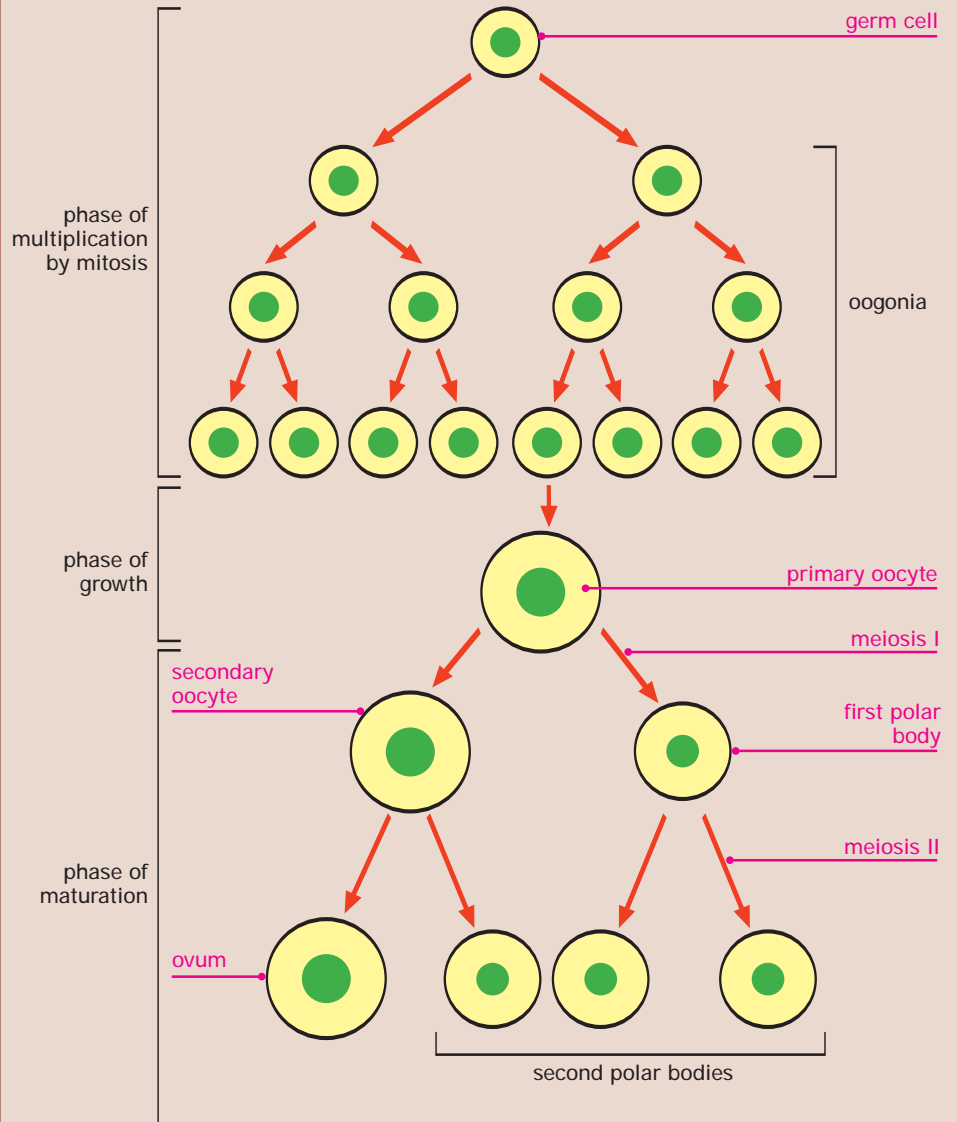 germ cell
phase of
multiplication
by mitosis
oogonia
phase of
growth
primary oocyte
meiosis I
secondary
oocyte
first polar
body
meiosis II
phase of
maturation
ovum
second polar bodies